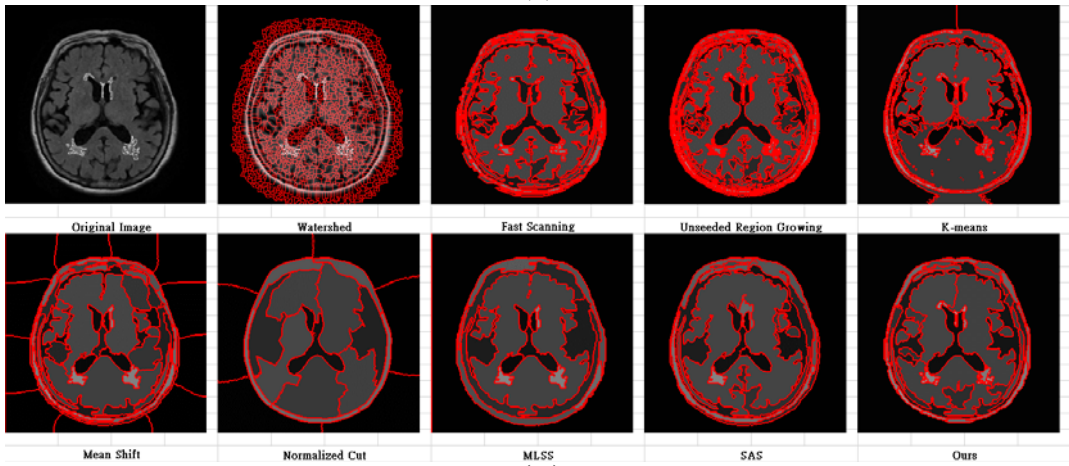 Original Image
Watershed
Fast Scanning
Unseeded Region Growing
K-means
Mean Shift
Normalized Cut
MLSS
SAS
Ours